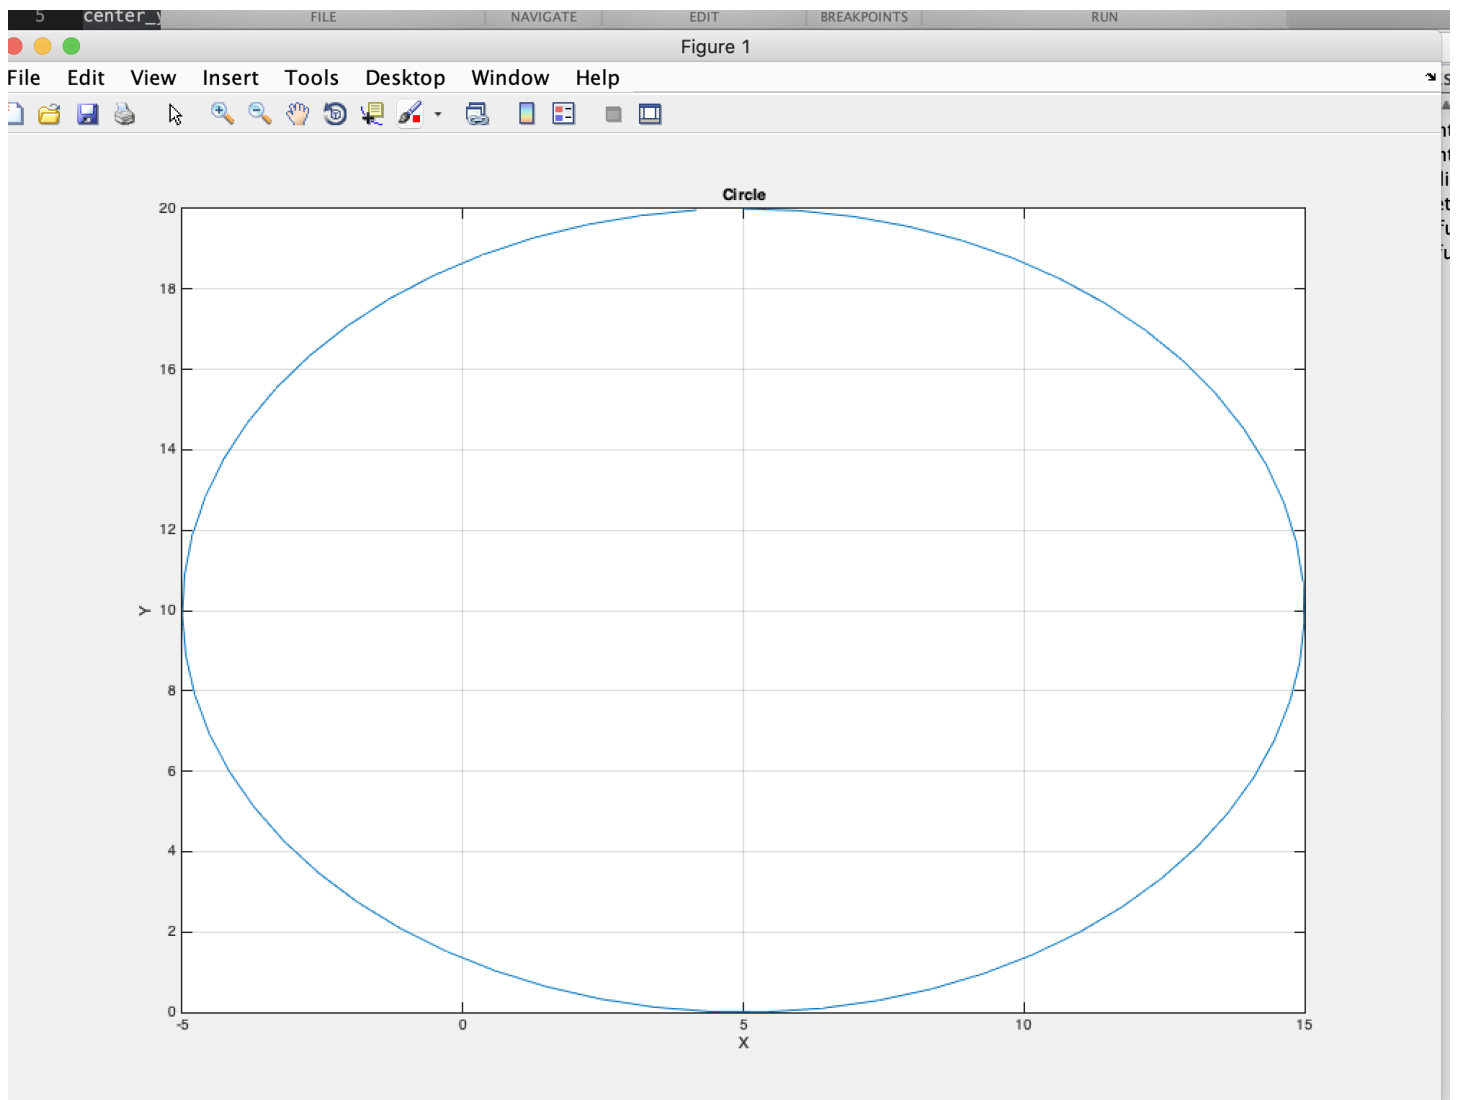 5 center_y FILE NAVIGATE EDIT BREAKPOINTS RUN
Figure 1
File Edit View Insert Tools Desktop Window Help
Circle
20
18
16
14
12
10
8
6
4
2
0
Y
-5 0 5 10 15
X